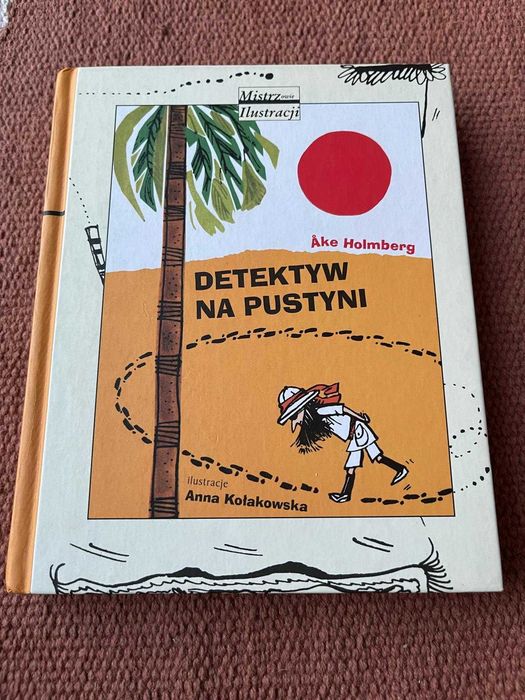 Mistrzowie
Ilustracji
Åke Holmberg
DETEKTYW
NA PUSTYNI
ilustracje
Anna Kołakowska